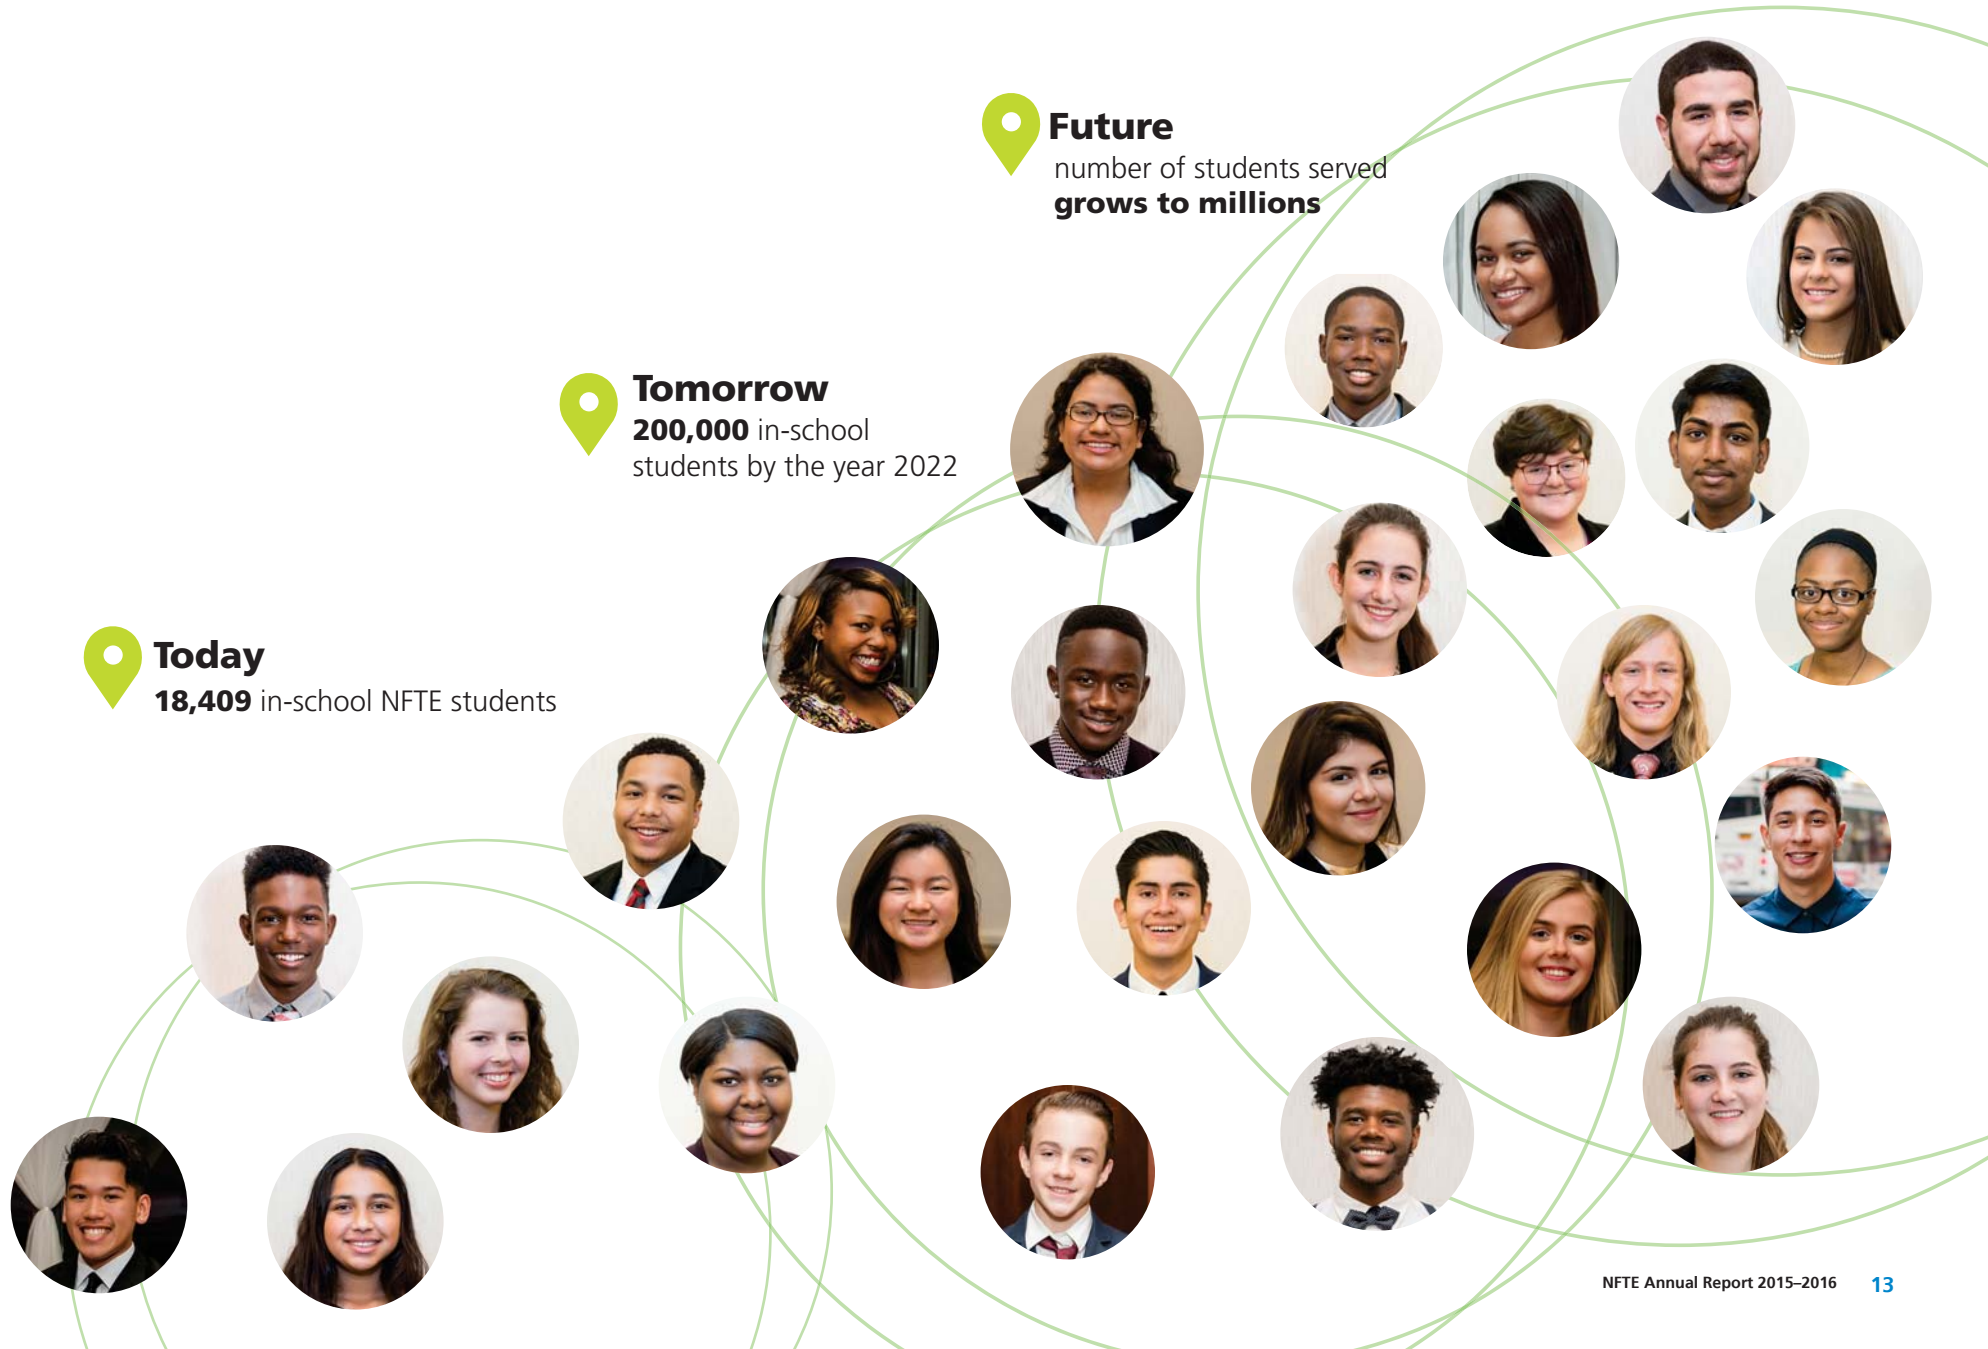 Future
number of students served
grows to millions
Tomorrow
200,000 in-school
students by the year 2022
Today
18,409 in-school NFTE students
NFTE Annual Report 2015–2016 13